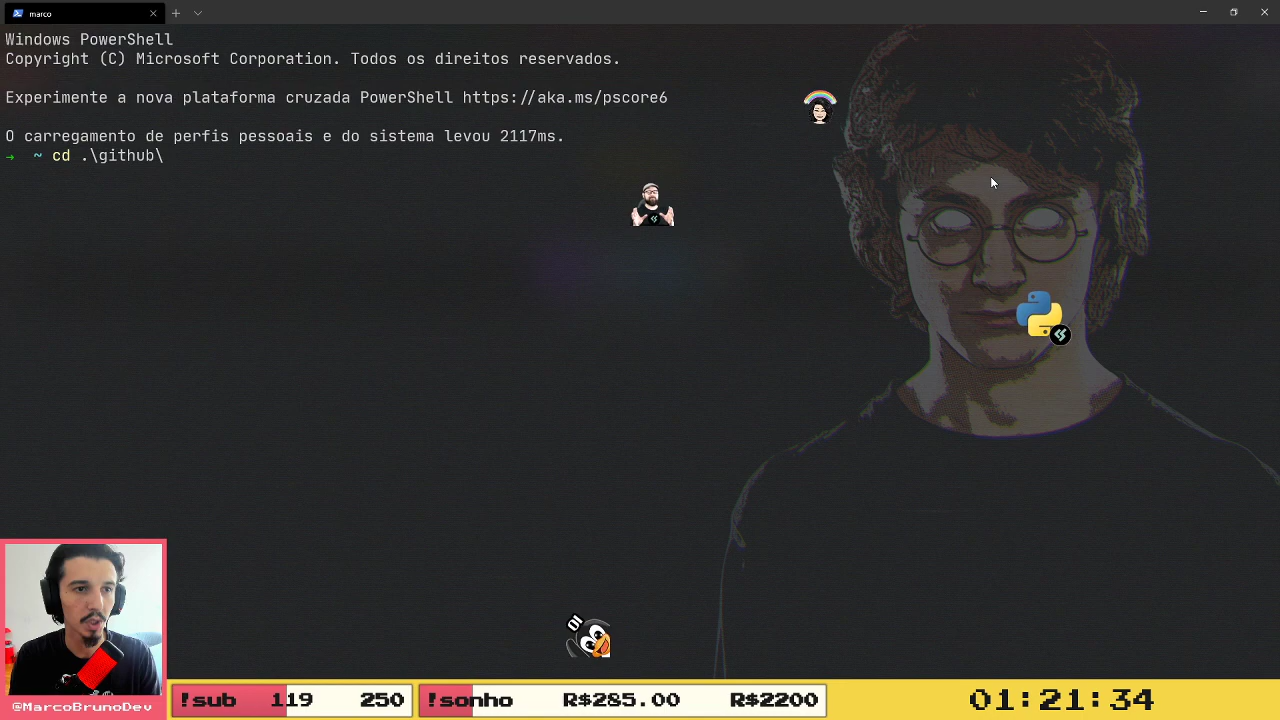 marco
Windows PowerShell
Copyright (C) Microsoft Corporation. Todos os direitos reservados.
Experimente a nova plataforma cruzada PowerShell https://aka.ms/pscore6
O carregamento de perfis pessoais e do sistema levou 2117ms.
→ ~ cd .\github\
OI
@MarcoBrunoDev
!sub 119 250
!sonho R$285.00 R$2200
01:21:34